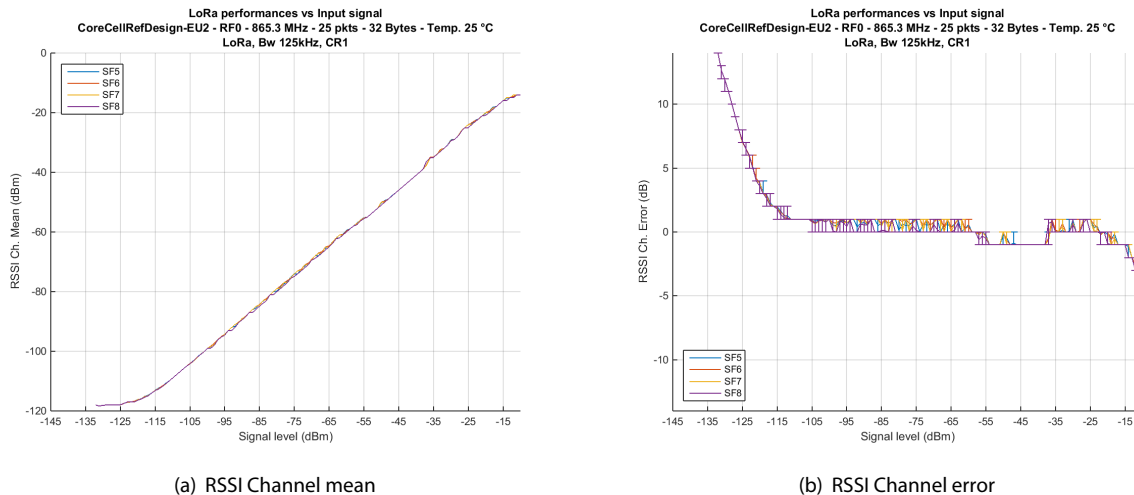 LoRa performances vs Input signal
CoreCellRefDesign-EU2 - RF0 - 865.3 MHz - 25 pkts - 32 Bytes - Temp. 25 °C
LoRa, Bw 125kHz, CR1
0
-20
-40
-60
-80
-100
-120
RSSI Ch. Mean (dBm)
SF5
SF6
SF7
SF8
-145 -135 -125 -115 -105 -95 -85 -75 -65 -55 -45 -35 -25 -15
Signal level (dBm)
(a) RSSI Channel mean
LoRa performances vs Input signal
CoreCellRefDesign-EU2 - RF0 - 865.3 MHz - 25 pkts - 32 Bytes - Temp. 25 °C
LoRa, Bw 125kHz, CR1
10
5
0
-5
-10
RSSI Ch. Error (dB)
SF5
SF6
SF7
SF8
-145 -135 -125 -115 -105 -95 -85 -75 -65 -55 -45 -35 -25 -15
Signal level (dBm)
(b) RSSI Channel error